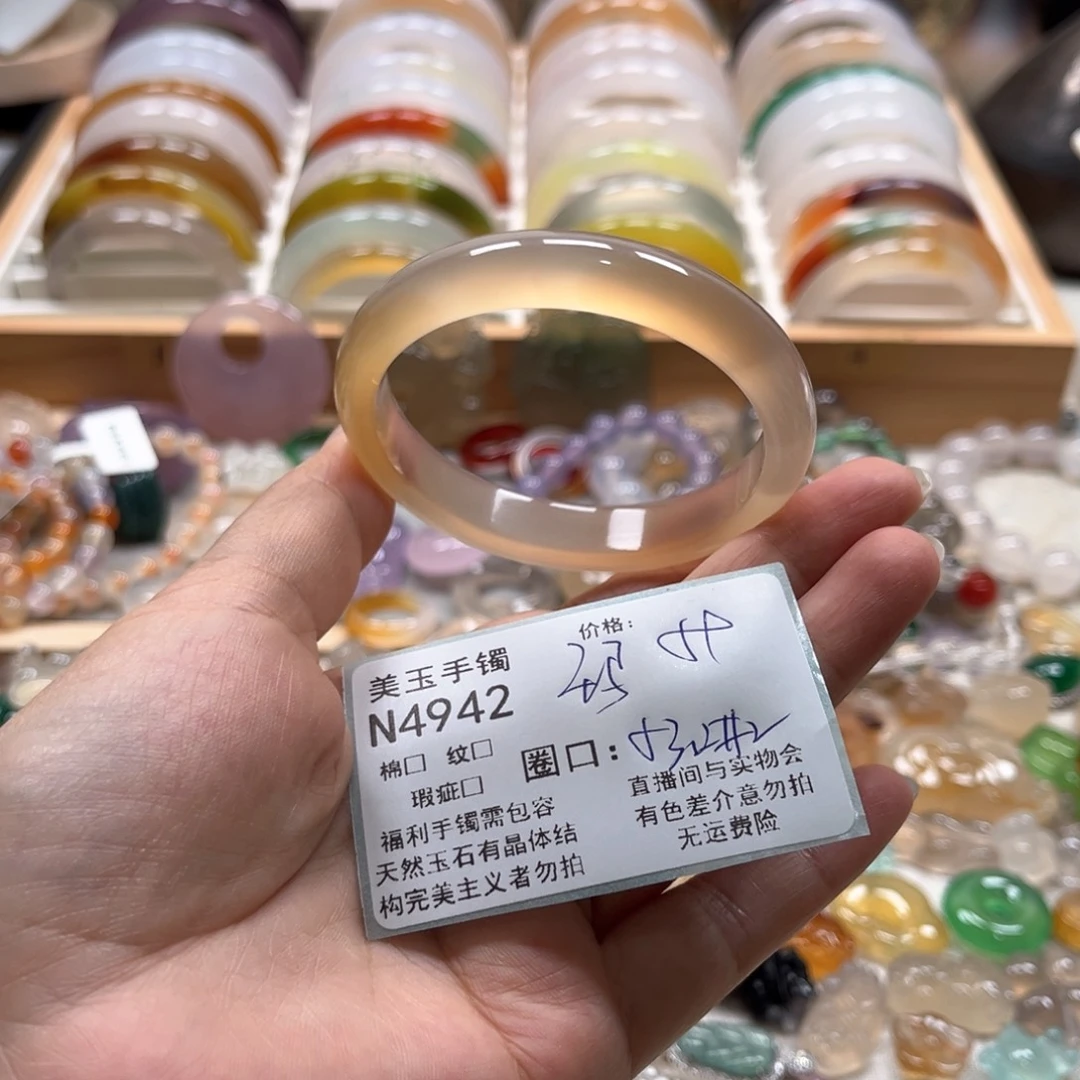 美玉手镯
N4942
价格:
棉□ 纹□
圈口:
瑕疵□
福利手镯需包容
天然玉石有晶体结
构完美主义者勿拍
直播间与实物会
有色差介意勿拍
无运费险